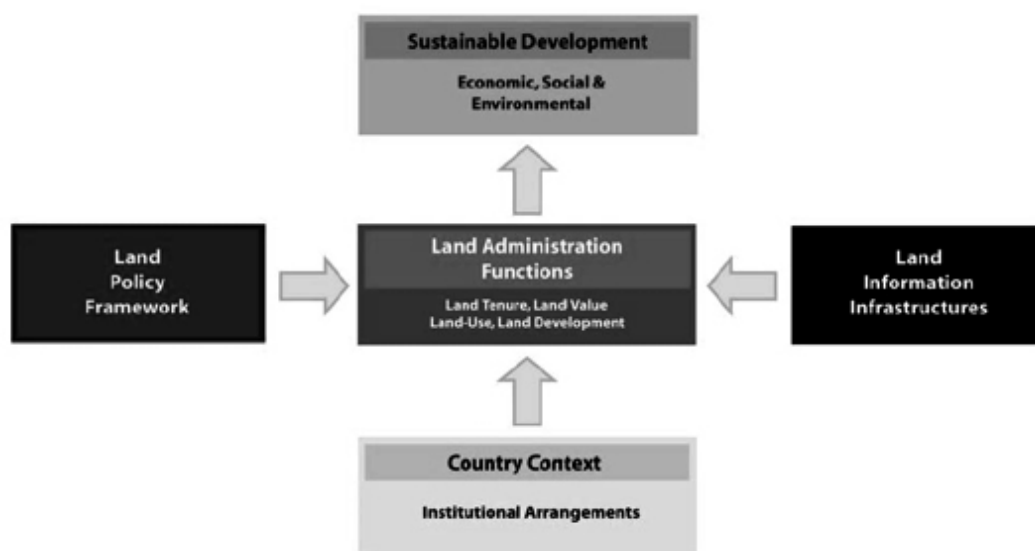 Sustainable Development
Economic, Social &
Environmental
Land
Policy
Framework
Land Administration
Functions
Land Tenure, Land Value
Land-Use, Land Development
Land
Information
Infrastructures
Country Context
Institutional Arrangements